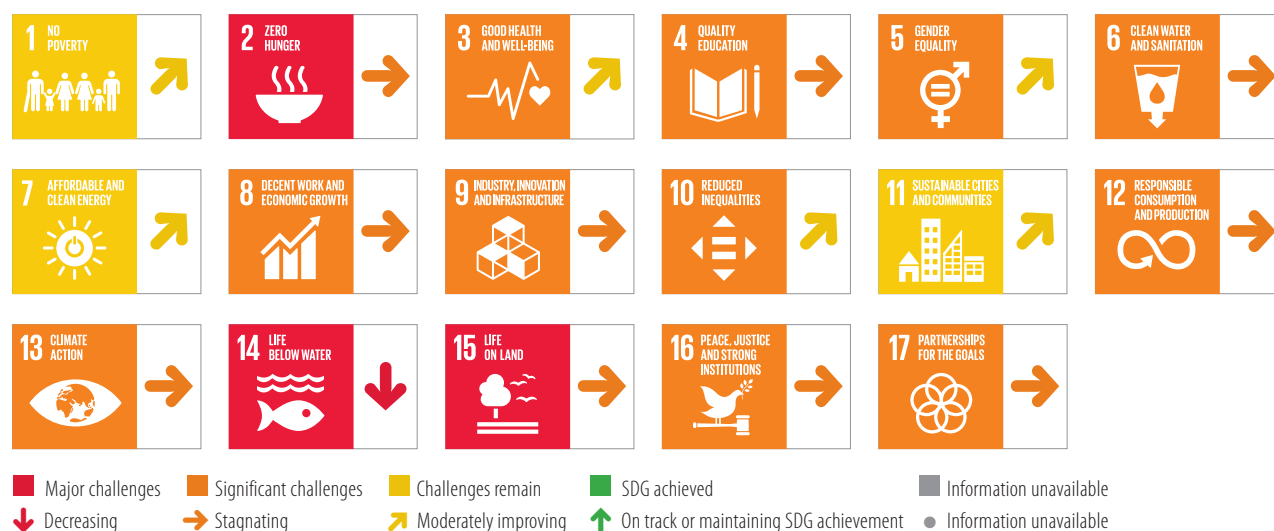 1 NO
POVERTY
2 ZERO
HUNGER
3 GOOD HEALTH
AND WELL-BEING
4 QUALITY
EDUCATION
5 GENDER
EQUALITY
6 CLEAN WATER
AND SANITATION
7 AFFORDABLE AND
CLEAN ENERGY
8 DECENT WORK AND
ECONOMIC GROWTH
9 INDUSTRY, INNOVATION
AND INFRASTRUCTURE
10 REDUCED
INEQUALITIES
11 SUSTAINABLE CITIES
AND COMMUNITIES
12 RESPONSIBLE
CONSUMPTION
AND PRODUCTION
13 CLIMATE
ACTION
14 LIFE
BELOW WATER
15 LIFE
ON LAND
16 PEACE, JUSTICE
AND STRONG
INSTITUTIONS
17 PARTNERSHIPS
FOR THE GOALS
Major challenges Significant challenges Challenges remain SDG achieved Information unavailable
Decreasing Stagnating Moderately improving On track or maintaining SDG achievement Information unavailable